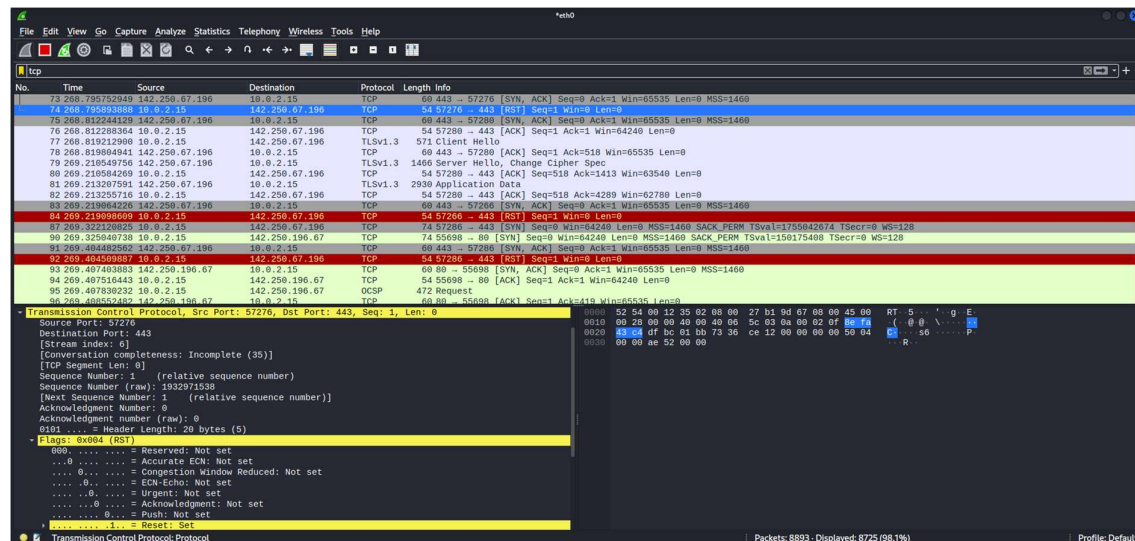 *eth0
File Edit View Go Capture Analyze Statistics Telephony Wireless Tools Help
tcp
No. Time Source Destination Protocol Length Info
73 268.795752949 142.250.67.196 10.0.2.15 TCP 60 443 → 57276 [SYN, ACK] Seq=0 Ack=1 Win=65535 Len=0 MSS=1460
74 268.795893888 10.0.2.15 142.250.67.196 TCP 54 57276 → 443 [RST] Seq=1 Win=0 Len=0
75 268.812244129 142.250.67.196 10.0.2.15 TCP 60 443 → 57280 [SYN, ACK] Seq=0 Ack=1 Win=65535 Len=0 MSS=1460
76 268.812288364 10.0.2.15 142.250.67.196 TCP 54 57280 → 443 [ACK] Seq=1 Ack=1 Win=64240 Len=0
77 268.819212900 10.0.2.15 142.250.67.196 TLSv1.3 571 Client Hello
78 268.819804941 142.250.67.196 10.0.2.15 TCP 60 443 → 57280 [ACK] Seq=1 Ack=518 Win=65535 Len=0
79 269.210549756 142.250.67.196 10.0.2.15 TLSv1.3 1466 Server Hello, Change Cipher Spec
80 269.210584269 10.0.2.15 142.250.67.196 TCP 54 57280 → 443 [ACK] Seq=518 Ack=1413 Win=63540 Len=0
81 269.213207591 142.250.67.196 10.0.2.15 TLSv1.3 2930 Application Data
82 269.213255716 10.0.2.15 142.250.67.196 TCP 54 57280 → 443 [ACK] Seq=518 Ack=4289 Win=62780 Len=0
83 269.219064226 142.250.67.196 10.0.2.15 TCP 60 443 → 57266 [SYN, ACK] Seq=0 Ack=1 Win=65535 Len=0 MSS=1460
84 269.219098609 10.0.2.15 142.250.67.196 TCP 54 57266 → 443 [RST] Seq=1 Win=0 Len=0
87 269.322120825 10.0.2.15 142.250.67.196 TCP 74 57286 → 443 [SYN] Seq=0 Win=64240 Len=0 MSS=1460 SACK_PERM TSval=1755042674 TSecr=0 WS=128
90 269.325040738 10.0.2.15 142.250.196.67 TCP 74 55698 → 80 [SYN] Seq=0 Win=64240 Len=0 MSS=1460 SACK_PERM TSval=150175408 TSecr=0 WS=128
91 269.404482562 142.250.67.196 10.0.2.15 TCP 60 443 → 57286 [SYN, ACK] Seq=0 Ack=1 Win=65535 Len=0 MSS=1460
92 269.404509887 10.0.2.15 142.250.67.196 TCP 54 57286 → 443 [RST] Seq=1 Win=0 Len=0
93 269.407403883 142.250.196.67 10.0.2.15 TCP 60 80 → 55698 [SYN, ACK] Seq=0 Ack=1 Win=65535 Len=0 MSS=1460
94 269.407516443 10.0.2.15 142.250.196.67 TCP 54 55698 → 80 [ACK] Seq=1 Ack=1 Win=64240 Len=0
95 269.407830232 10.0.2.15 142.250.196.67 OCSP 472 Request
96 269.408552482 142.250.196.67 10.0.2.15 TCP 60 80 → 55698 [ACK] Seq=1 Ack=419 Win=65535 Len=0
Transmission Control Protocol, Src Port: 57276, Dst Port: 443, Seq: 1, Len: 0
Source Port: 57276
Destination Port: 443
[Stream index: 6]
[Conversation completeness: Incomplete (35)]
[TCP Segment Len: 0]
Sequence Number: 1 (relative sequence number)
Sequence Number (raw): 1932971538
[Next Sequence Number: 1 (relative sequence number)]
Acknowledgment Number: 0
Acknowledgment number (raw): 0
0101 .... = Header Length: 20 bytes (5)
Flags: 0x004 (RST)
000. .... .... = Reserved: Not set
...0 .... .... = Accurate ECN: Not set
.... 0... .... = Congestion Window Reduced: Not set
.... .0.. .... = ECN-Echo: Not set
.... ..0. .... = Urgent: Not set
.... ...0 .... = Acknowledgment: Not set
.... .... 0... = Push: Not set
.... .... .1.. = Reset: Set
0000 52 54 00 12 35 02 08 00 27 b1 9d 67 08 00 45 00 RT··5···'··g··E·
0010 00 28 00 00 40 00 40 06 5c 03 0a 00 02 0f 8e fa ·(··@·@·\·······
0020 43 c4 df bc 01 bb 73 36 ce 12 00 00 00 00 50 04 C·····s6······P·
0030 00 00 ae 52 00 00 ···R··
Transmission Control Protocol: Protocol
Packets: 8893 · Displayed: 8725 (98.1%)
Profile: Default